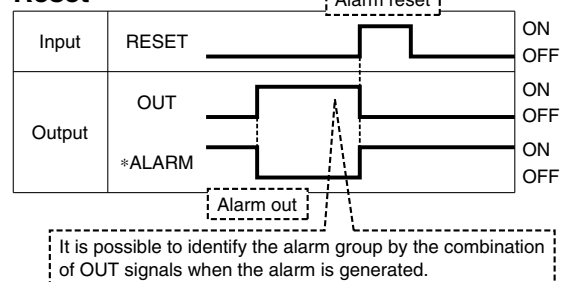 Reset
Alarm reset
Input RESET ON
OFF
Output OUT ON
OFF
*ALARM ON
OFF
Alarm out
It is possible to identify the alarm group by the combination
of OUT signals when the alarm is generated.